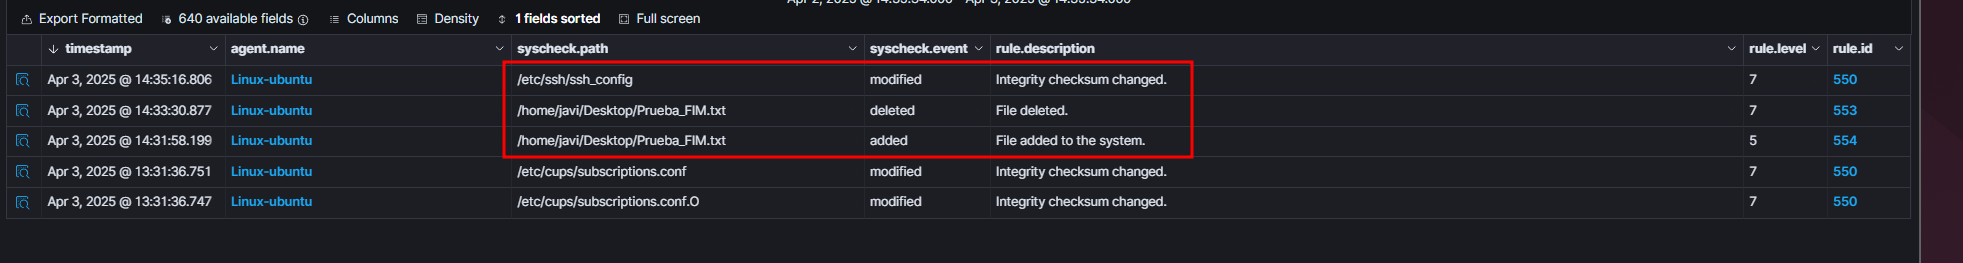 Export Formatted 640 available fields Columns Density 1 fields sorted Full screen
timestamp agent.name syscheck.path syscheck.event rule.description rule.level rule.id
Apr 3, 2025 @ 14:35:16.806 Linux-ubuntu /etc/ssh/ssh_config modified Integrity checksum changed. 7 550
Apr 3, 2025 @ 14:33:30.877 Linux-ubuntu /home/javi/Desktop/Prueba_FIM.txt deleted File deleted. 7 553
Apr 3, 2025 @ 14:31:58.199 Linux-ubuntu /home/javi/Desktop/Prueba_FIM.txt added File added to the system. 5 554
Apr 3, 2025 @ 13:31:36.751 Linux-ubuntu /etc/cups/subscriptions.conf modified Integrity checksum changed. 7 550
Apr 3, 2025 @ 13:31:36.747 Linux-ubuntu /etc/cups/subscriptions.conf.O modified Integrity checksum changed. 7 550